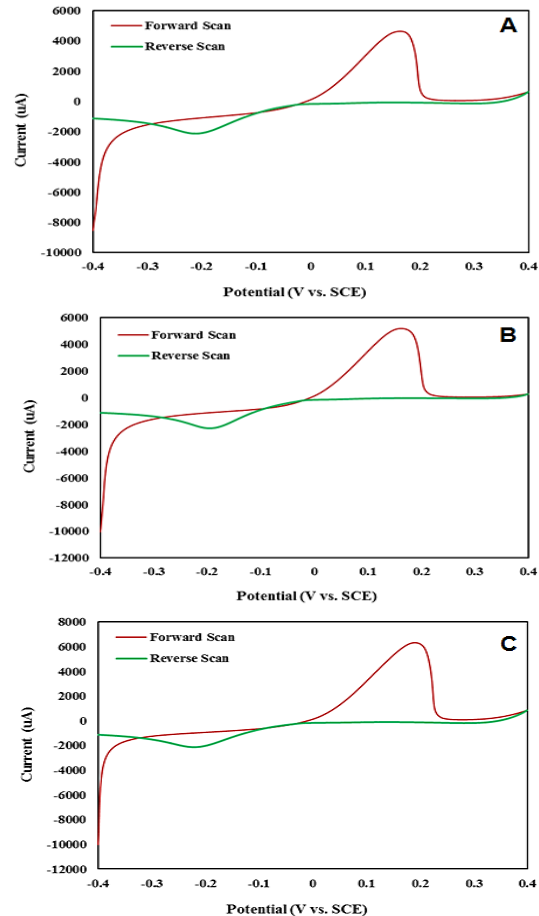 A
Forward Scan
Reverse Scan
6000
4000
2000
0
-2000
-4000
-6000
-8000
-10000
Current (uA)
-0.4 -0.3 -0.2 -0.1 0 0.1 0.2 0.3 0.4
Potential (V vs. SCE)
B
Forward Scan
Reverse Scan
6000
4000
2000
0
-2000
-4000
-6000
-8000
-10000
-12000
Current (uA)
-0.4 -0.3 -0.2 -0.1 0 0.1 0.2 0.3 0.4
Potential (V vs. SCE)
C
Forward Scan
Reverse Scan
8000
6000
4000
2000
0
-2000
-4000
-6000
-8000
-10000
-12000
Current (uA)
-0.4 -0.3 -0.2 -0.1 0 0.1 0.2 0.3 0.4
Potential (V vs. SCE)